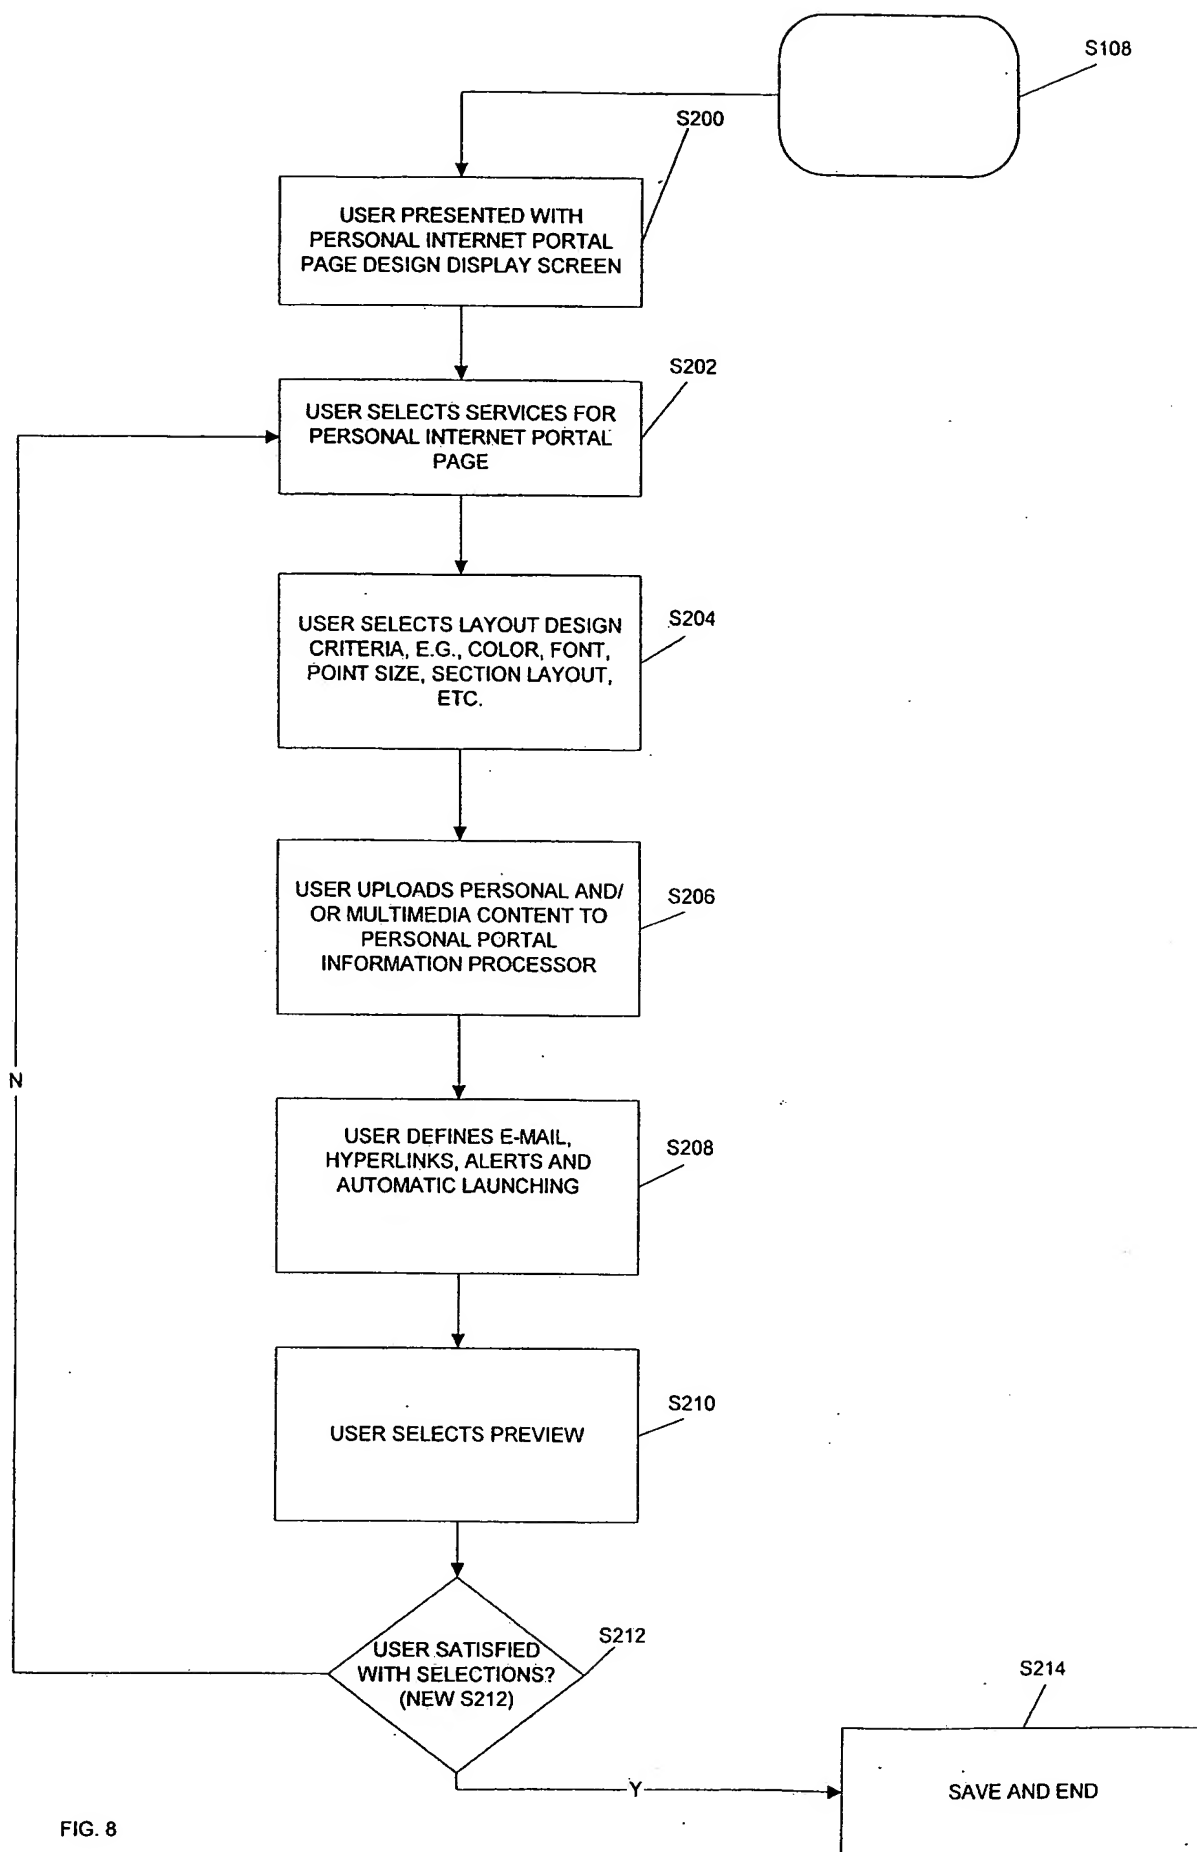 S108
S200
USER PRESENTED WITH
PERSONAL INTERNET PORTAL
PAGE DESIGN DISPLAY SCREEN
S202
USER SELECTS SERVICES FOR
PERSONAL INTERNET PORTAL
PAGE
S204
USER SELECTS LAYOUT DESIGN
CRITERIA, E.G., COLOR, FONT,
POINT SIZE, SECTION LAYOUT,
ETC.
S206
USER UPLOADS PERSONAL AND/
OR MULTIMEDIA CONTENT TO
PERSONAL PORTAL
INFORMATION PROCESSOR
N
S208
USER DEFINES E-MAIL,
HYPERLINKS, ALERTS AND
AUTOMATIC LAUNCHING
S210
USER SELECTS PREVIEW
S212
USER SATISFIED
WITH SELECTIONS?
(NEW S212)
S214
Y
SAVE AND END
FIG. 8